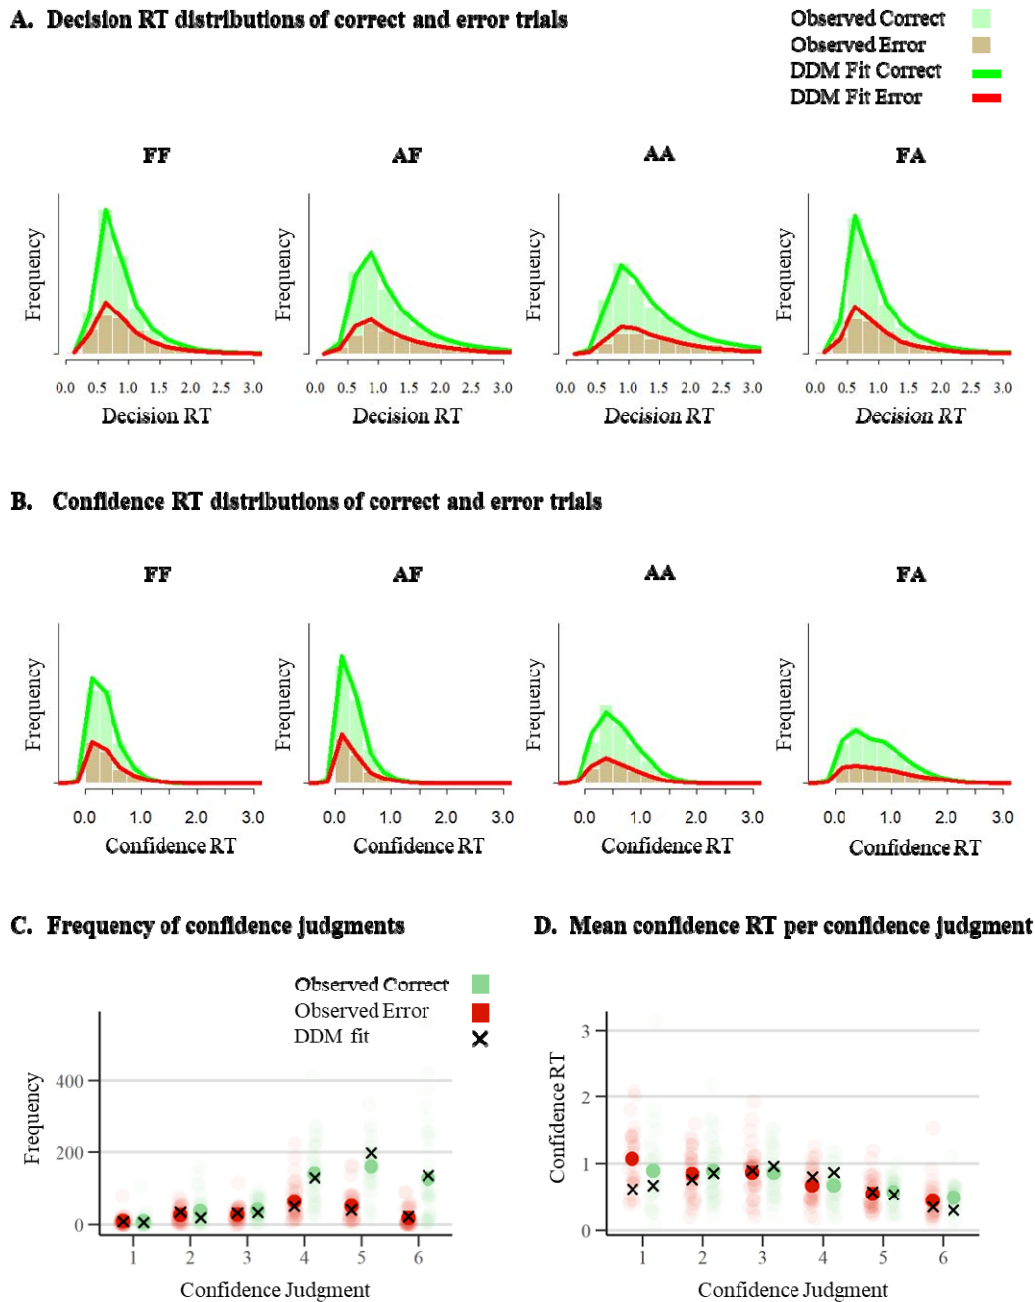 A. Decision RT distributions of correct and error trials
Observed Correct
Observed Error
DDM Fit Correct
DDM Fit Error
FF AF AA FA
Frequency Frequency Frequency Frequency
0.0 0.5 1.0 1.5 2.0 2.5 3.0 0.0 0.5 1.0 1.5 2.0 2.5 3.0 0.0 0.5 1.0 1.5 2.0 2.5 3.0 0.0 0.5 1.0 1.5 2.0 2.5 3.0
Decision RT Decision RT Decision RT Decision RT
B. Confidence RT distributions of correct and error trials
FF AF AA FA
Frequency Frequency Frequency Frequency
0.0 1.0 2.0 3.0 0.0 1.0 2.0 3.0 0.0 1.0 2.0 3.0 0.0 1.0 2.0 3.0
Confidence RT Confidence RT Confidence RT Confidence RT
C. Frequency of confidence judgments
Observed Correct
Observed Error
DDM fit
Frequency
400
200
0
1 2 3 4 5 6
Confidence Judgment
D. Mean confidence RT per confidence judgment
Confidence RT
3
2
1
0
1 2 3 4 5 6
Confidence Judgment